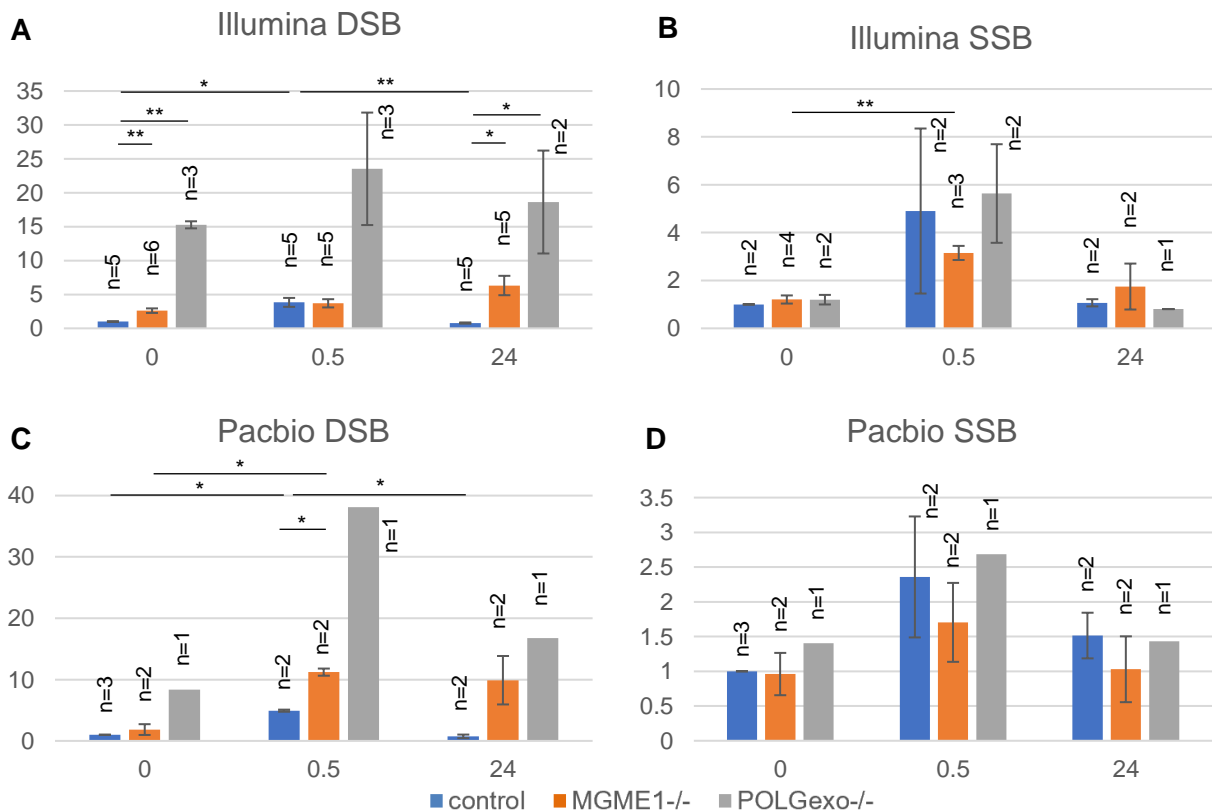 A
Illumina DSB
* **
** *
** *
35
30
25
20
15
10
5
0
n=5
n=6
n=3
n=5
n=5
n=3
n=5
n=5
n=2
0 0.5 24
B
Illumina SSB
**
10
8
6
4
2
0
n=2
n=4
n=2
n=2
n=3
n=2
n=2
n=2
n=1
0 0.5 24
C
Pacbio DSB
*
* *
*
40
30
20
10
0
n=3
n=2
n=1
n=2
n=2
n=1
n=2
n=2
n=1
0 0.5 24
D
Pacbio SSB
3.5
3
2.5
2
1.5
1
0.5
0
n=3
n=2
n=1
n=2
n=2
n=1
n=2
n=2
n=1
0 0.5 24
control MGME1-/- POLGexo-/-